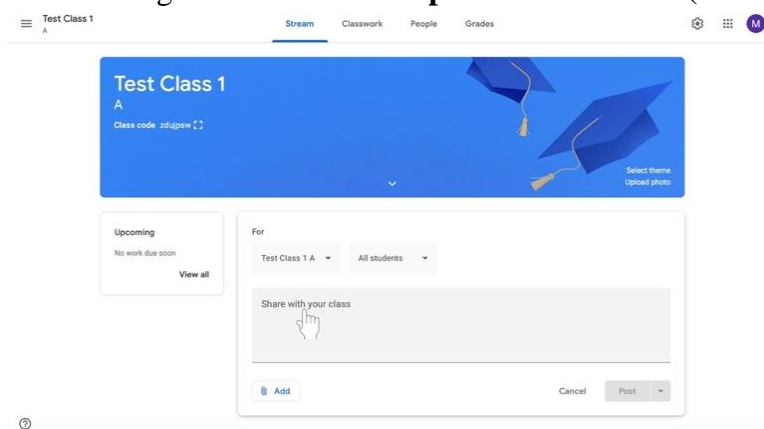 Test Class 1
A
Stream Classwork People Grades
M
Test Class 1
A
Class code zdujpsw
Select theme
Upload photo
Upcoming
No work due soon
View all
For
Test Class 1 A All students
Share with your class
Add Cancel Post